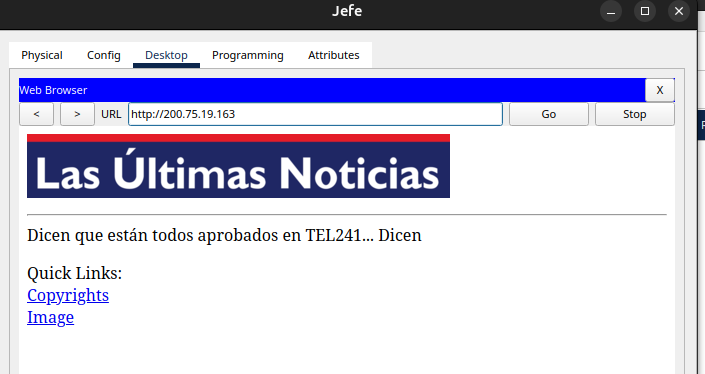 Jefe
Physical Config Desktop Programming Attributes
Web Browser X
< > URL http://200.75.19.163 Go Stop
Las Últimas Noticias
Dicen que están todos aprobados en TEL241... Dicen
Quick Links:
Copyrights
Image